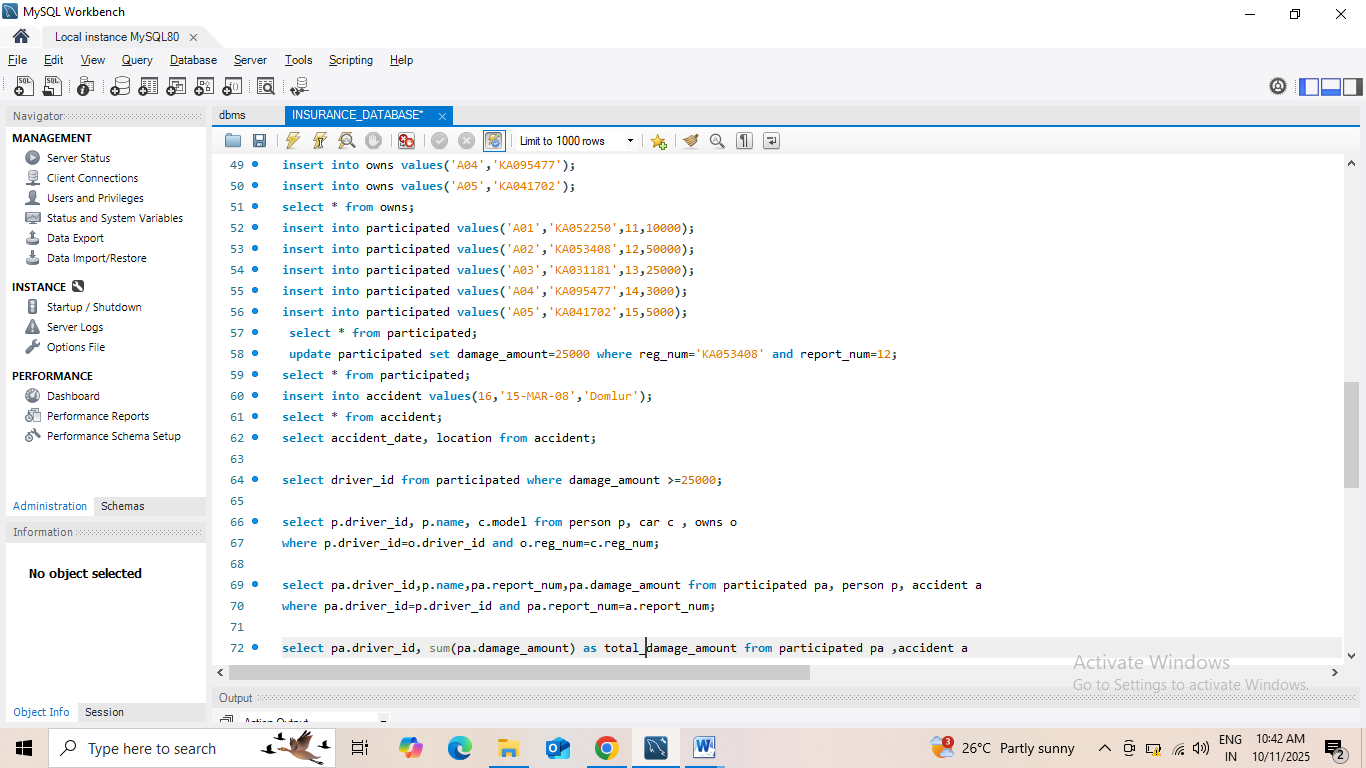 MySQL Workbench
Local instance MySQL80
File Edit View Query Database Server Tools Scripting Help
Navigator
MANAGEMENT
Server Status
Client Connections
Users and Privileges
Status and System Variables
Data Export
Data Import/Restore
INSTANCE
Startup / Shutdown
Server Logs
Options File
PERFORMANCE
Dashboard
Performance Reports
Performance Schema Setup
Administration Schemas
Information
No object selected
Object Info Session
dbms INSURANCE_DATABASE*
Limit to 1000 rows
49 insert into owns values('A04','KA095477');
50 insert into owns values('A05','KA041702');
51 select * from owns;
52 insert into participated values('A01','KA052250',11,10000);
53 insert into participated values('A02','KA053408',12,50000);
54 insert into participated values('A03','KA031181',13,25000);
55 insert into participated values('A04','KA095477',14,3000);
56 insert into participated values('A05','KA041702',15,5000);
57 select * from participated;
58 update participated set damage_amount=25000 where reg_num='KA053408' and report_num=12;
59 select * from participated;
60 insert into accident values(16,'15-MAR-08','Domlur');
61 select * from accident;
62 select accident_date, location from accident;
63
64 select driver_id from participated where damage_amount >=25000;
65
66 select p.driver_id, p.name, c.model from person p, car c , owns o
67 where p.driver_id=o.driver_id and o.reg_num=c.reg_num;
68
69 select pa.driver_id,p.name,pa.report_num,pa.damage_amount from participated pa, person p, accident a
70 where pa.driver_id=p.driver_id and pa.report_num=a.report_num;
71
72 select pa.driver_id, sum(pa.damage_amount) as total_damage_amount from participated pa ,accident a
Activate Windows
Go to Settings to activate Windows.
Output
Action Output
Type here to search
26°C Partly sunny
ENG
IN
10:42 AM
10/11/2025
3
2